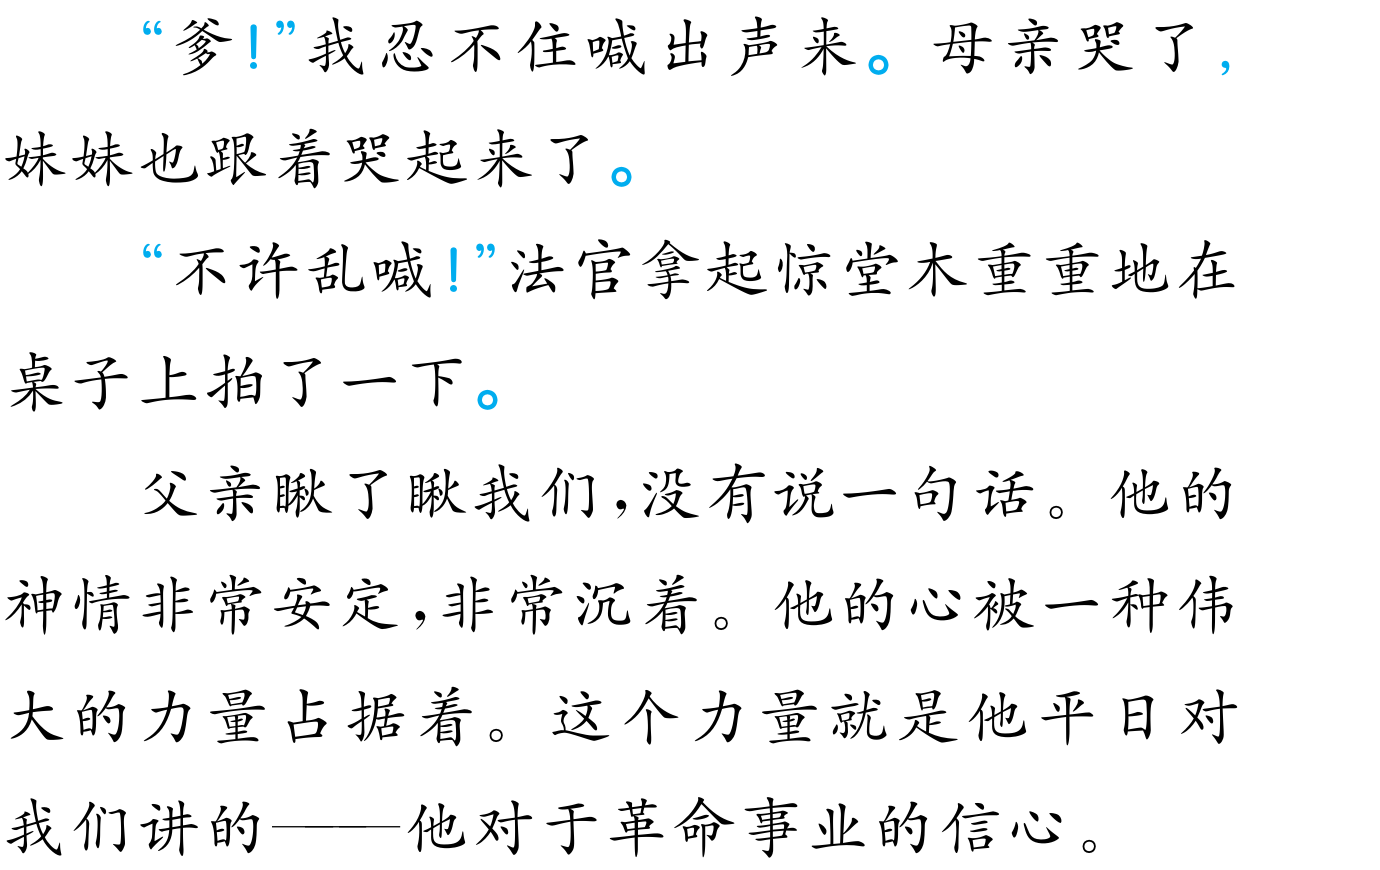 “爹！”我忍不住喊出声来。母亲哭了，
妹妹也跟着哭起来了。
“不许乱喊！”法官拿起惊堂木重重地在
桌子上拍了一下。
父亲瞅了瞅我们，没有说一句话。他的
神情非常安定，非常沉着。他的心被一种伟
大的力量占据着。这个力量就是他平日对
我们讲的——他对于革命事业的信心。